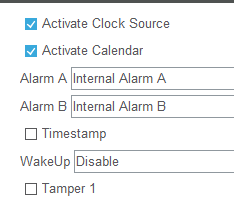 Activate Clock Source
Activate Calendar
Alarm A Internal Alarm A
Alarm B Internal Alarm B
Timestamp
WakeUp Disable
Tamper 1